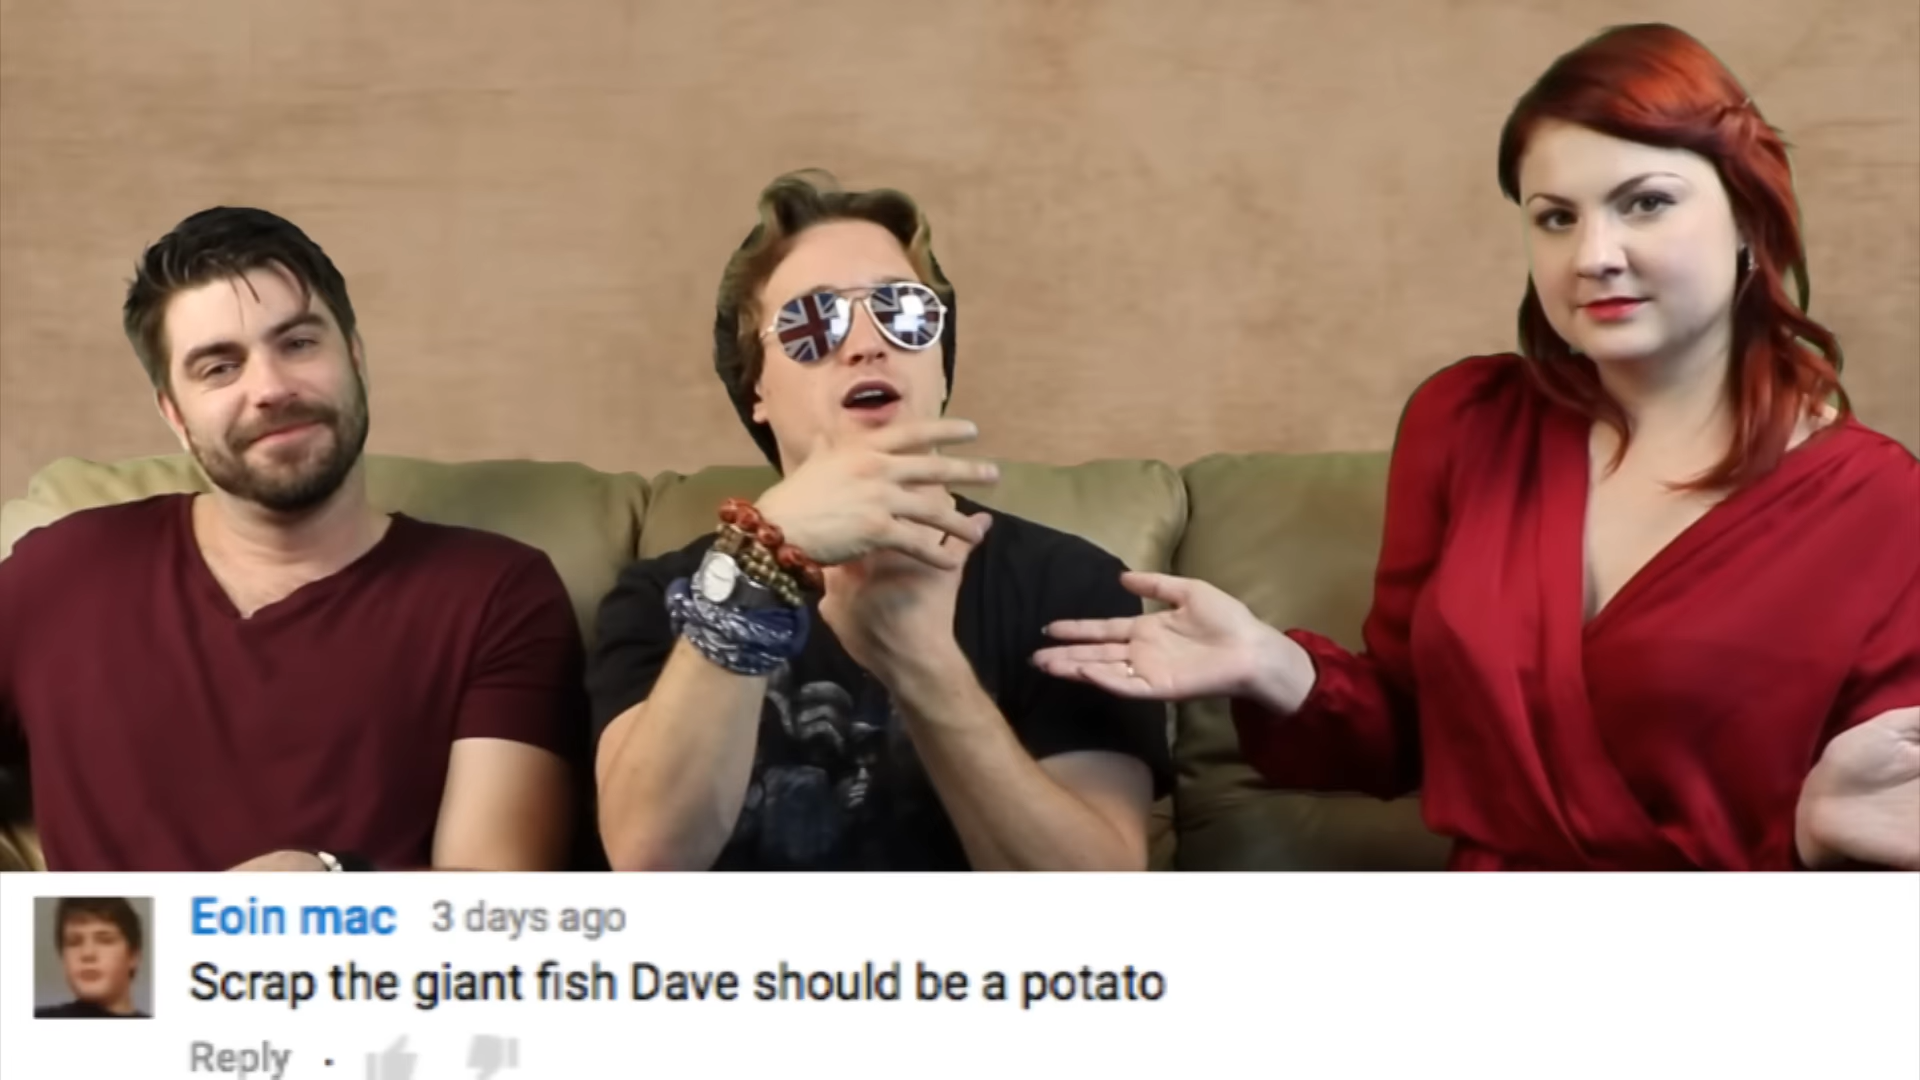 Eoin mac 3 days ago
Scrap the giant fish Dave should be a potato
Reply ·